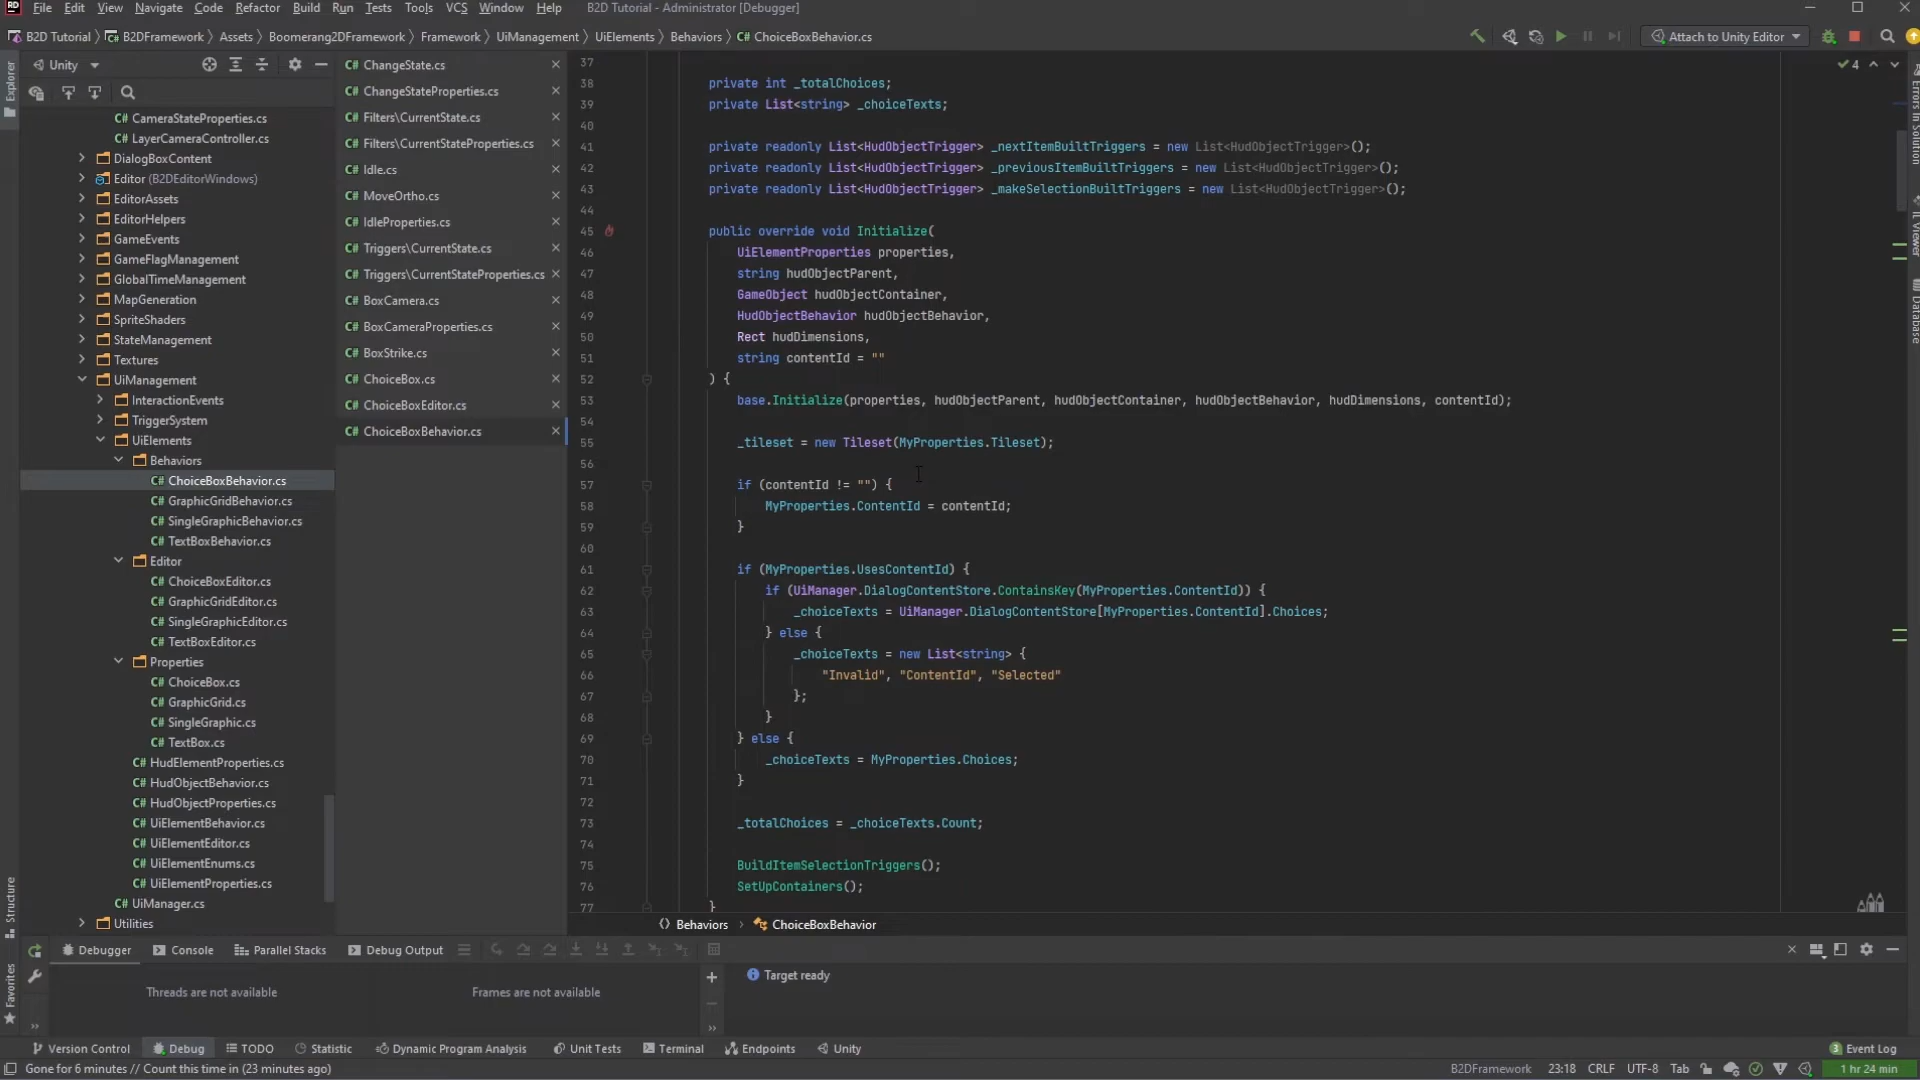 RD File Edit View Navigate Code Refactor Build Run Tests Tools VCS Window Help B2D Tutorial - Administrator [Debugger]
B2D Tutorial B2DFramework Assets Boomerang2DFramework Framework UiManagement UiElements Behaviors C# ChoiceBoxBehavior.cs Attach to Unity Editor
Explorer
Unity
C# CameraStateProperties.cs
C# LayerCameraController.cs
DialogBoxContent
Editor (B2DEditorWindows)
EditorAssets
EditorHelpers
GameEvents
GameFlagManagement
GlobalTimeManagement
MapGeneration
SpriteShaders
StateManagement
Textures
UiManagement
InteractionEvents
TriggerSystem
UiElements
Behaviors
C# ChoiceBoxBehavior.cs
C# GraphicGridBehavior.cs
C# SingleGraphicBehavior.cs
C# TextBoxBehavior.cs
Editor
C# ChoiceBoxEditor.cs
C# GraphicGridEditor.cs
C# SingleGraphicEditor.cs
C# TextBoxEditor.cs
Properties
C# ChoiceBox.cs
C# GraphicGrid.cs
C# SingleGraphic.cs
C# TextBox.cs
C# HudElementProperties.cs
C# HudObjectBehavior.cs
C# HudObjectProperties.cs
C# UiElementBehavior.cs
C# UiElementEditor.cs
C# UiElementEnums.cs
C# UiElementProperties.cs
C# UiManager.cs
Utilities
Structure
Favorites
C# ChangeState.cs
C# ChangeStateProperties.cs
C# Filters\CurrentState.cs
C# Filters\CurrentStateProperties.cs
C# Idle.cs
C# MoveOrtho.cs
C# IdleProperties.cs
C# Triggers\CurrentState.cs
C# Triggers\CurrentStateProperties.cs
C# BoxCamera.cs
C# BoxCameraProperties.cs
C# BoxStrike.cs
C# ChoiceBox.cs
C# ChoiceBoxEditor.cs
C# ChoiceBoxBehavior.cs
37
38 private int _totalChoices;
39 private List<string> _choiceTexts;
40
41 private readonly List<HudObjectTrigger> _nextItemBuiltTriggers = new List<HudObjectTrigger>();
42 private readonly List<HudObjectTrigger> _previousItemBuiltTriggers = new List<HudObjectTrigger>();
43 private readonly List<HudObjectTrigger> _makeSelectionBuiltTriggers = new List<HudObjectTrigger>();
44
45 public override void Initialize(
46 UiElementProperties properties,
47 string hudObjectParent,
48 GameObject hudObjectContainer,
49 HudObjectBehavior hudObjectBehavior,
50 Rect hudDimensions,
51 string contentId = ""
52 ) {
53 base.Initialize(properties, hudObjectParent, hudObjectContainer, hudObjectBehavior, hudDimensions, contentId);
54
55 _tileset = new Tileset(MyProperties.Tileset);
56
57 if (contentId != "") {
58 MyProperties.ContentId = contentId;
59 }
60
61 if (MyProperties.UsesContentId) {
62 if (UiManager.DialogContentStore.ContainsKey(MyProperties.ContentId)) {
63 _choiceTexts = UiManager.DialogContentStore[MyProperties.ContentId].Choices;
64 } else {
65 _choiceTexts = new List<string> {
66 "Invalid", "ContentId", "Selected"
67 };
68 }
69 } else {
70 _choiceTexts = MyProperties.Choices;
71 }
72
73 _totalChoices = _choiceTexts.Count;
74
75 BuildItemSelectionTriggers();
76 SetUpContainers();
77 }
4
Errors In Solution
IL Viewer
Database
Behaviors ChoiceBoxBehavior
Debugger Console Parallel Stacks Debug Output
Threads are not available
Frames are not available
Target ready
Version Control Debug TODO Statistic Dynamic Program Analysis Unit Tests Terminal Endpoints Unity 3 Event Log
Gone for 6 minutes // Count this time in (23 minutes ago) B2DFramework 23:18 CRLF UTF-8 Tab 1 hr 24 min